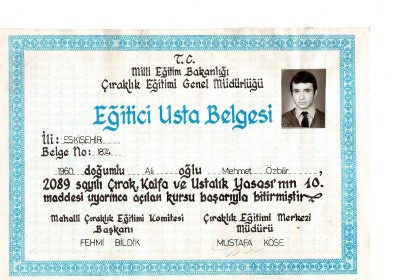 T.C.
Milli Eğitim Bakanlığı
Çıraklık Eğitimi Genel Müdürlüğü
Eğitici Usta Belgesi
İli: ESKİŞEHİR
Belge No: 1874
1960 doğumlu Ali oğlu Mehmet Özbilir,
2089 sayılı Çırak, Kalfa ve Ustalık Yasası'nın 10.
maddesi uyarınca açılan kursu başarıyla bitirmiştir.
Mahalli Çıraklık Eğitimi Komitesi Çıraklık Eğitimi Merkezi
Başkanı Müdürü
FEHMİ BİLDİK MUSTAFA KÖSE